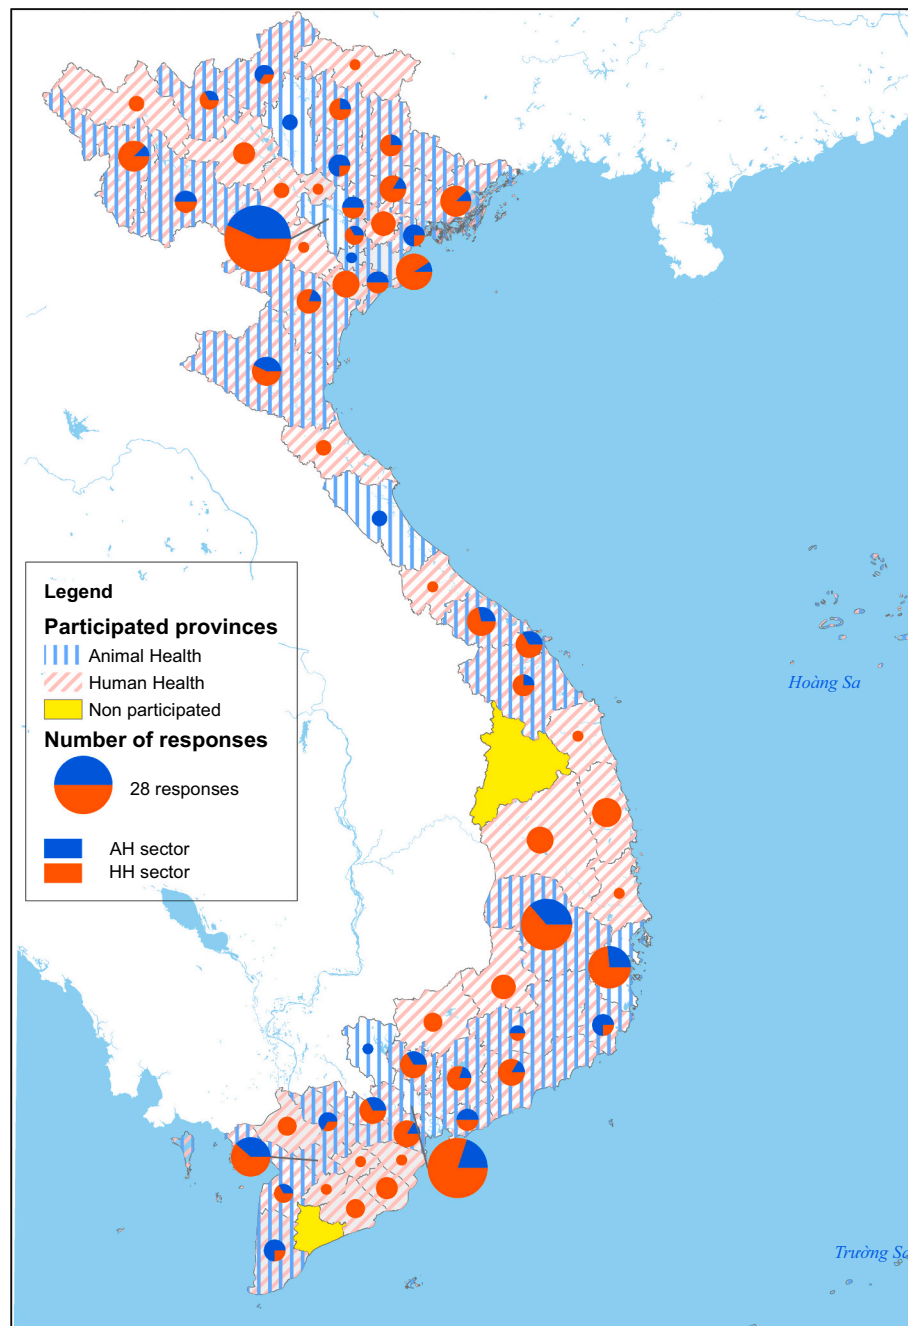 Legend
Participated provinces
Animal Health
Human Health
Non participated
Number of responses
28 responses
AH sector
HH sector
Hoàng Sa
Trường Sa